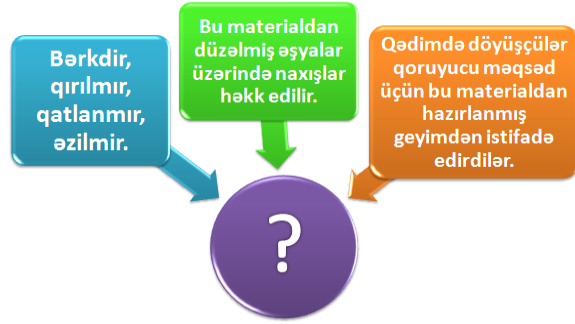 Bərkdir,
qırılmır,
qatlanmır,
əzilmir.
Bu materialdan
düzəlmiş əşyalar
üzərində naxışlar
həkk edilir.
Qədimdə döyüşçülər
qoruyucu məqsəd
üçün bu materialdan
hazırlanmış
geyimdən istifadə
edirdilər.
?